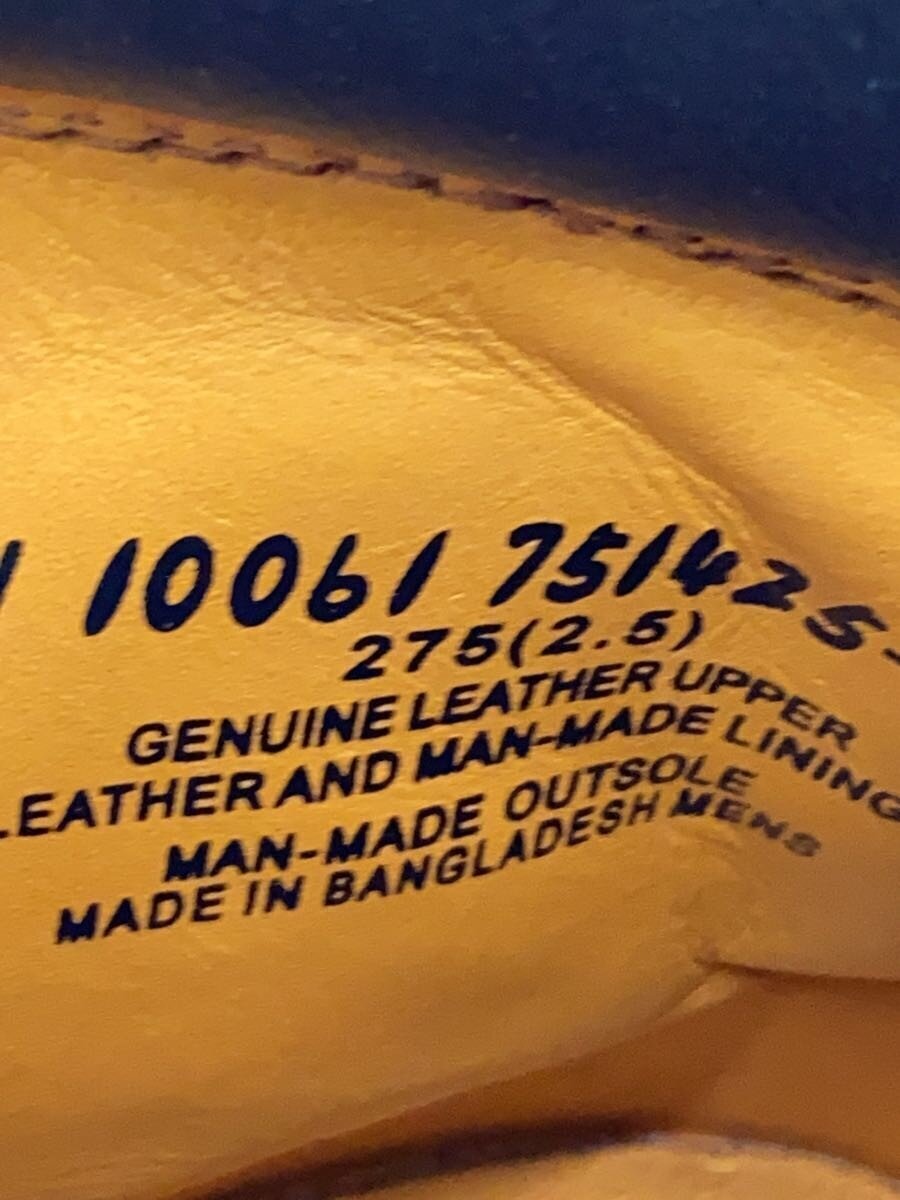 10061 751425-
275(2.5)
GENUINE LEATHER UPPER
LEATHER AND MAN-MADE LINING
MAN-MADE OUTSOLE
MADE IN BANGLADESH MENS